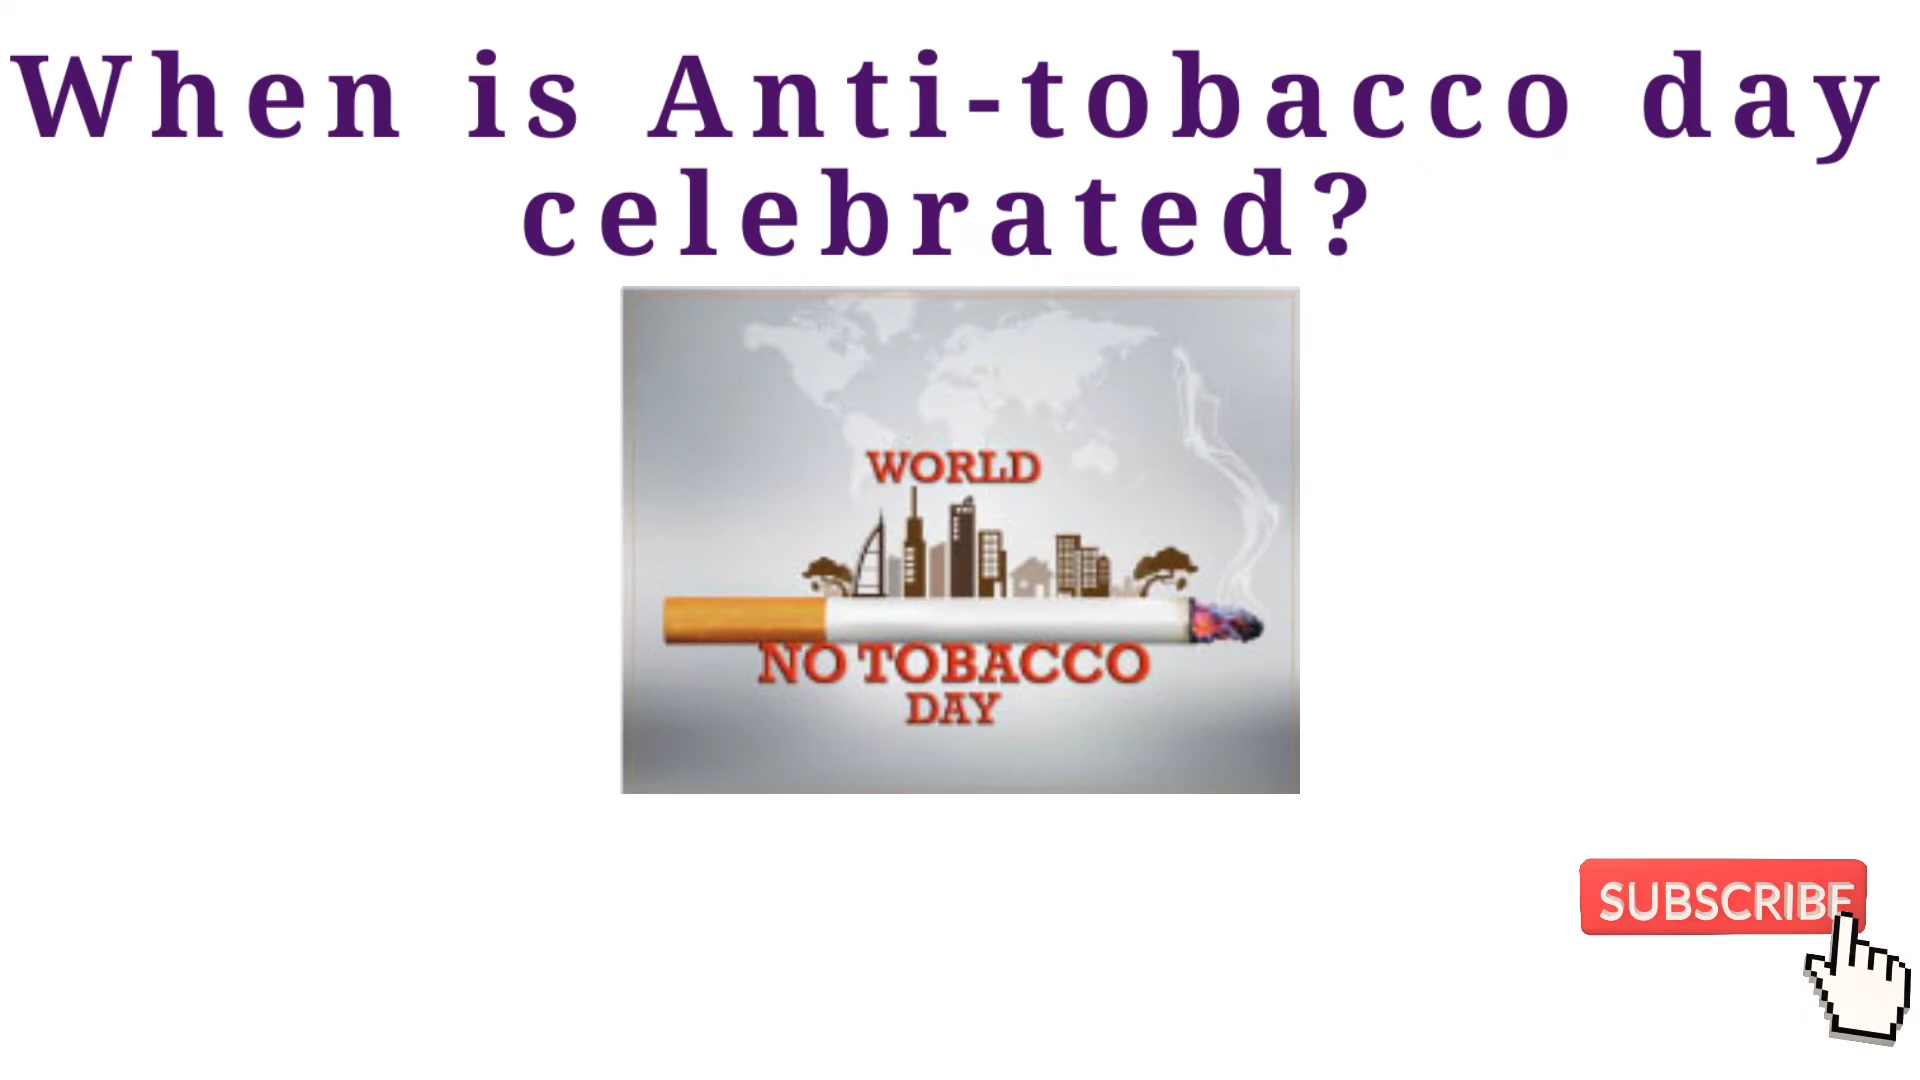 When is Anti-tobacco day
celebrated?
WORLD
NO TOBACCO
DAY
SUBSCRIBE